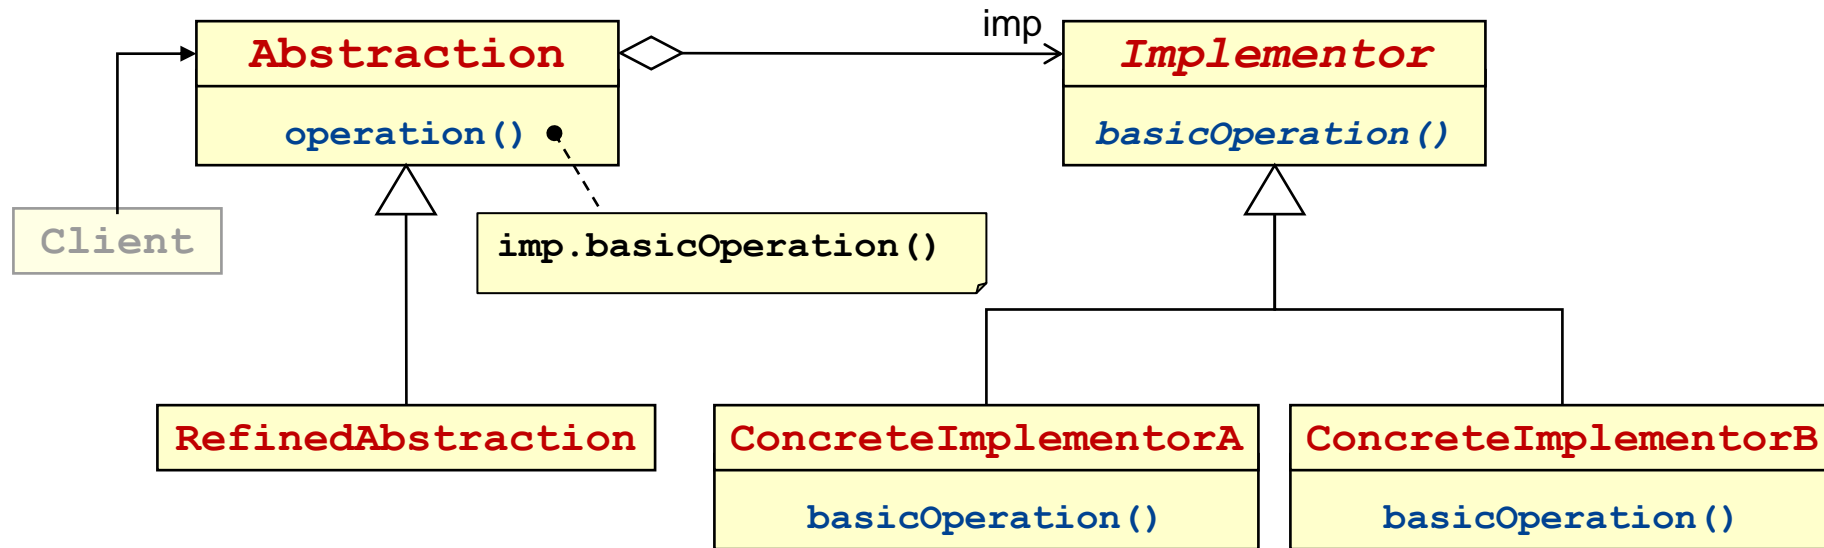 imp
Abstraction
Implementor
operation()
basicOperation()
Client
imp.basicOperation()
RefinedAbstraction
ConcreteImplementorA
ConcreteImplementorB
basicOperation()
basicOperation()